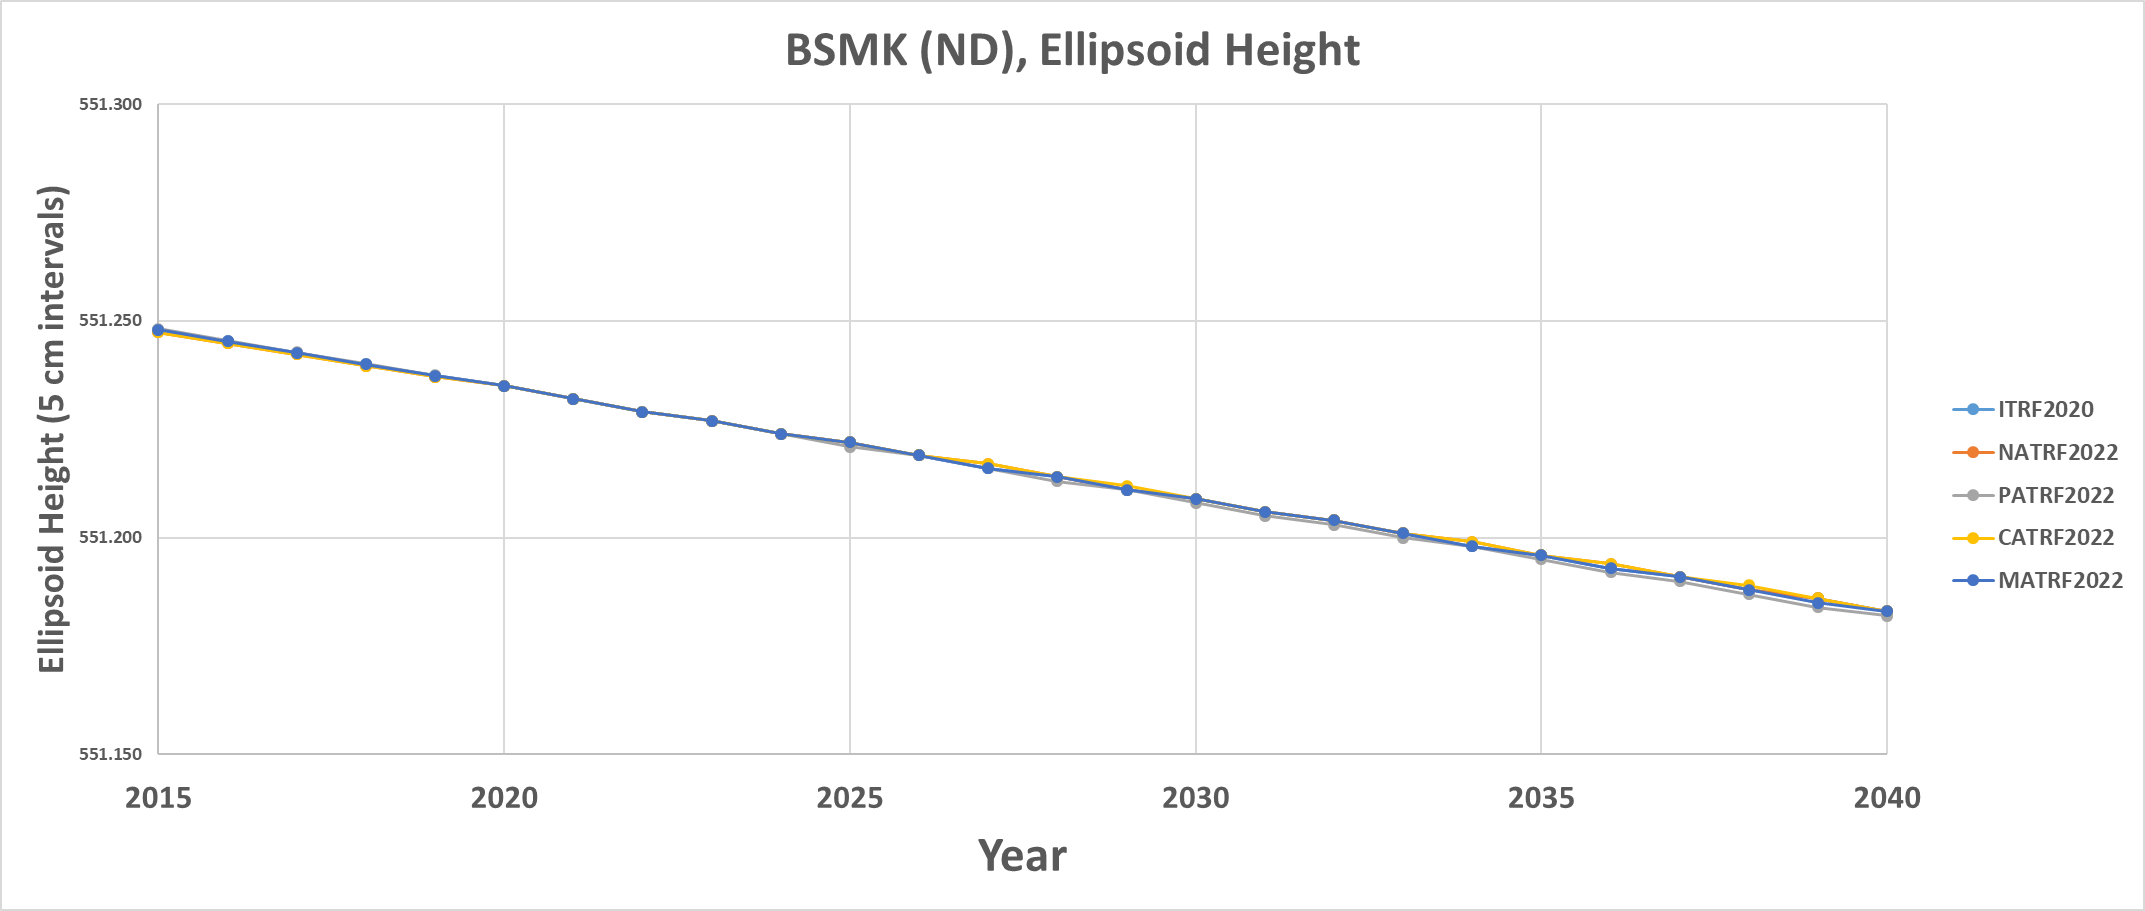 BSMK (ND), Ellipsoid Height
Ellipsoid Height (5 cm intervals)
551.300
551.250
551.200
551.150
2015 2020 2025 2030 2035 2040
Year
ITRF2020
NATRF2022
PATRF2022
CATRF2022
MATRF2022